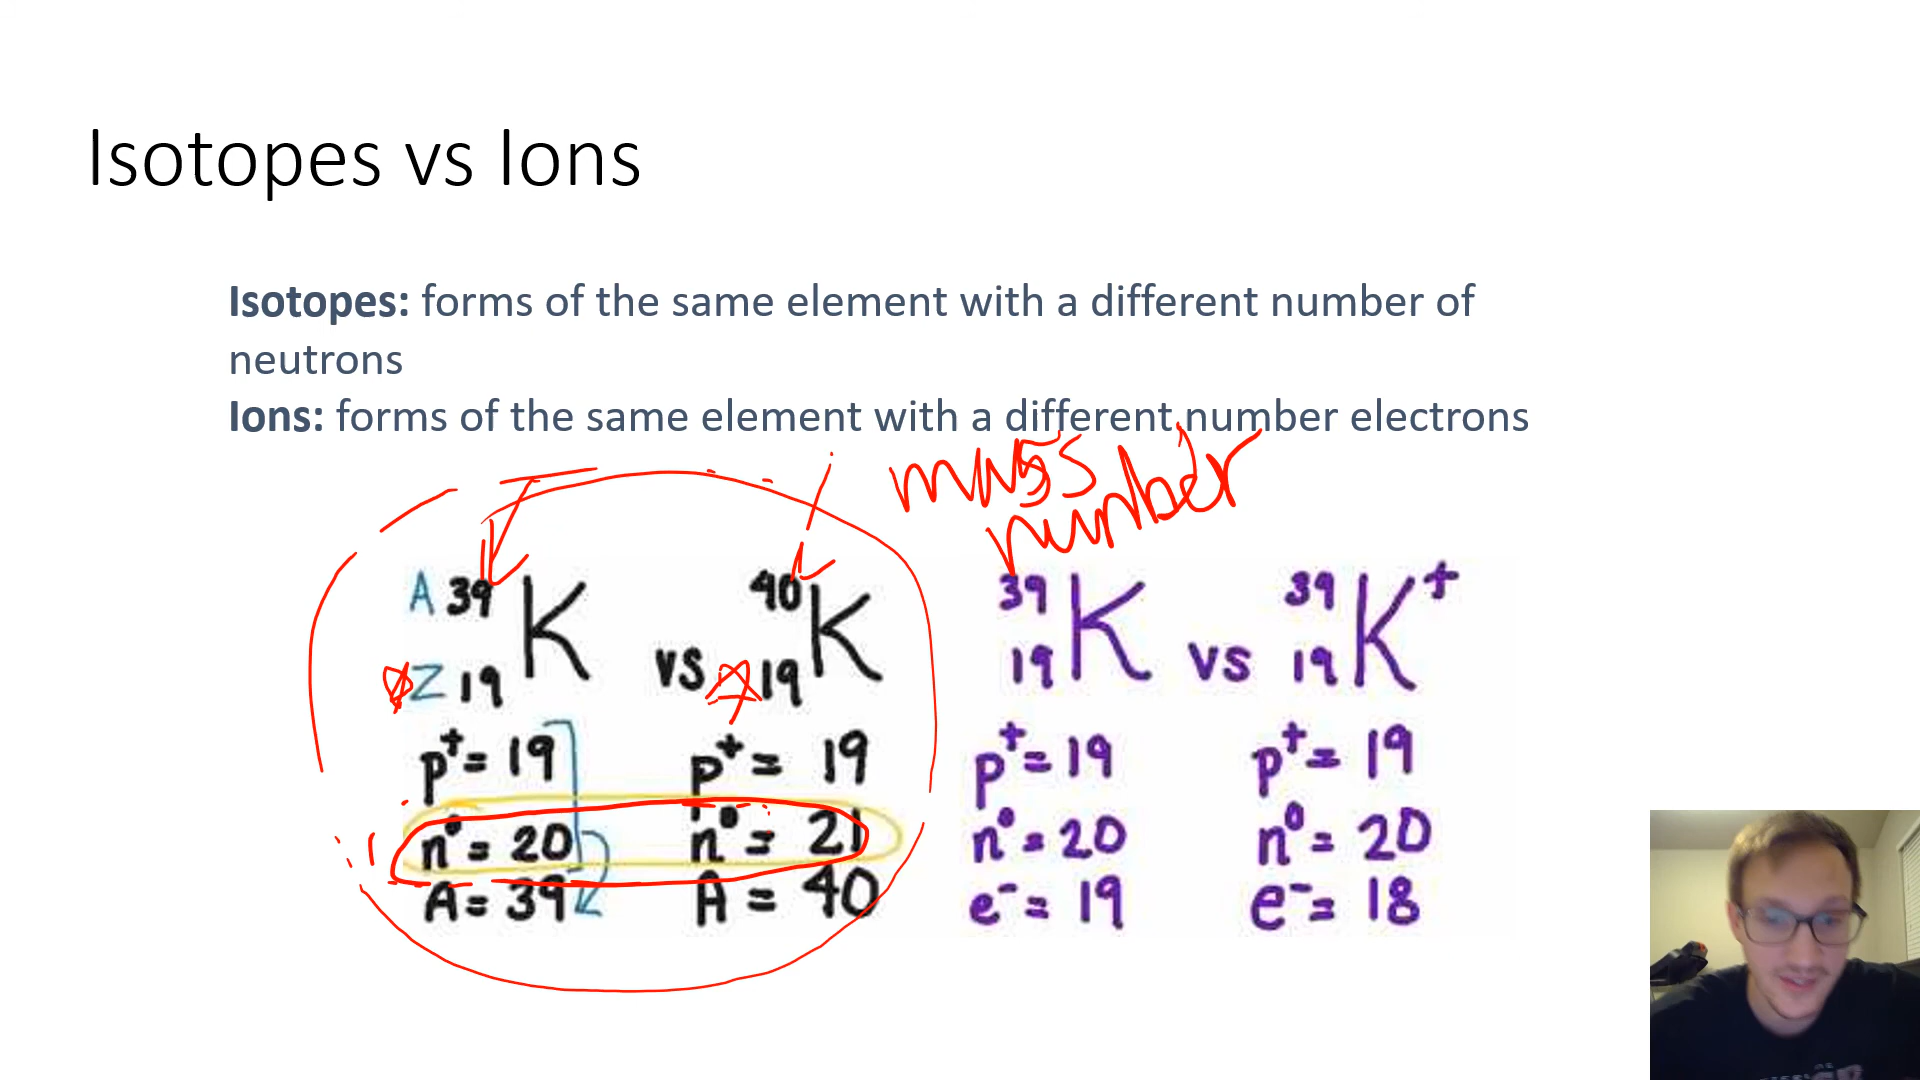 Isotopes vs Ions
Isotopes: forms of the same element with a different number of
neutrons
Ions: forms of the same element with a different number electrons
mass
number
A 39 K vs 40 K
Z 19 19
39 K vs 39 K+
19 19
p+ = 19 p+ = 19 p+ = 19 p+ = 19
n⁰ = 20 n⁰ = 21 n⁰ = 20 n⁰ = 20
A = 39 A = 40 e⁻ = 19 e⁻ = 18